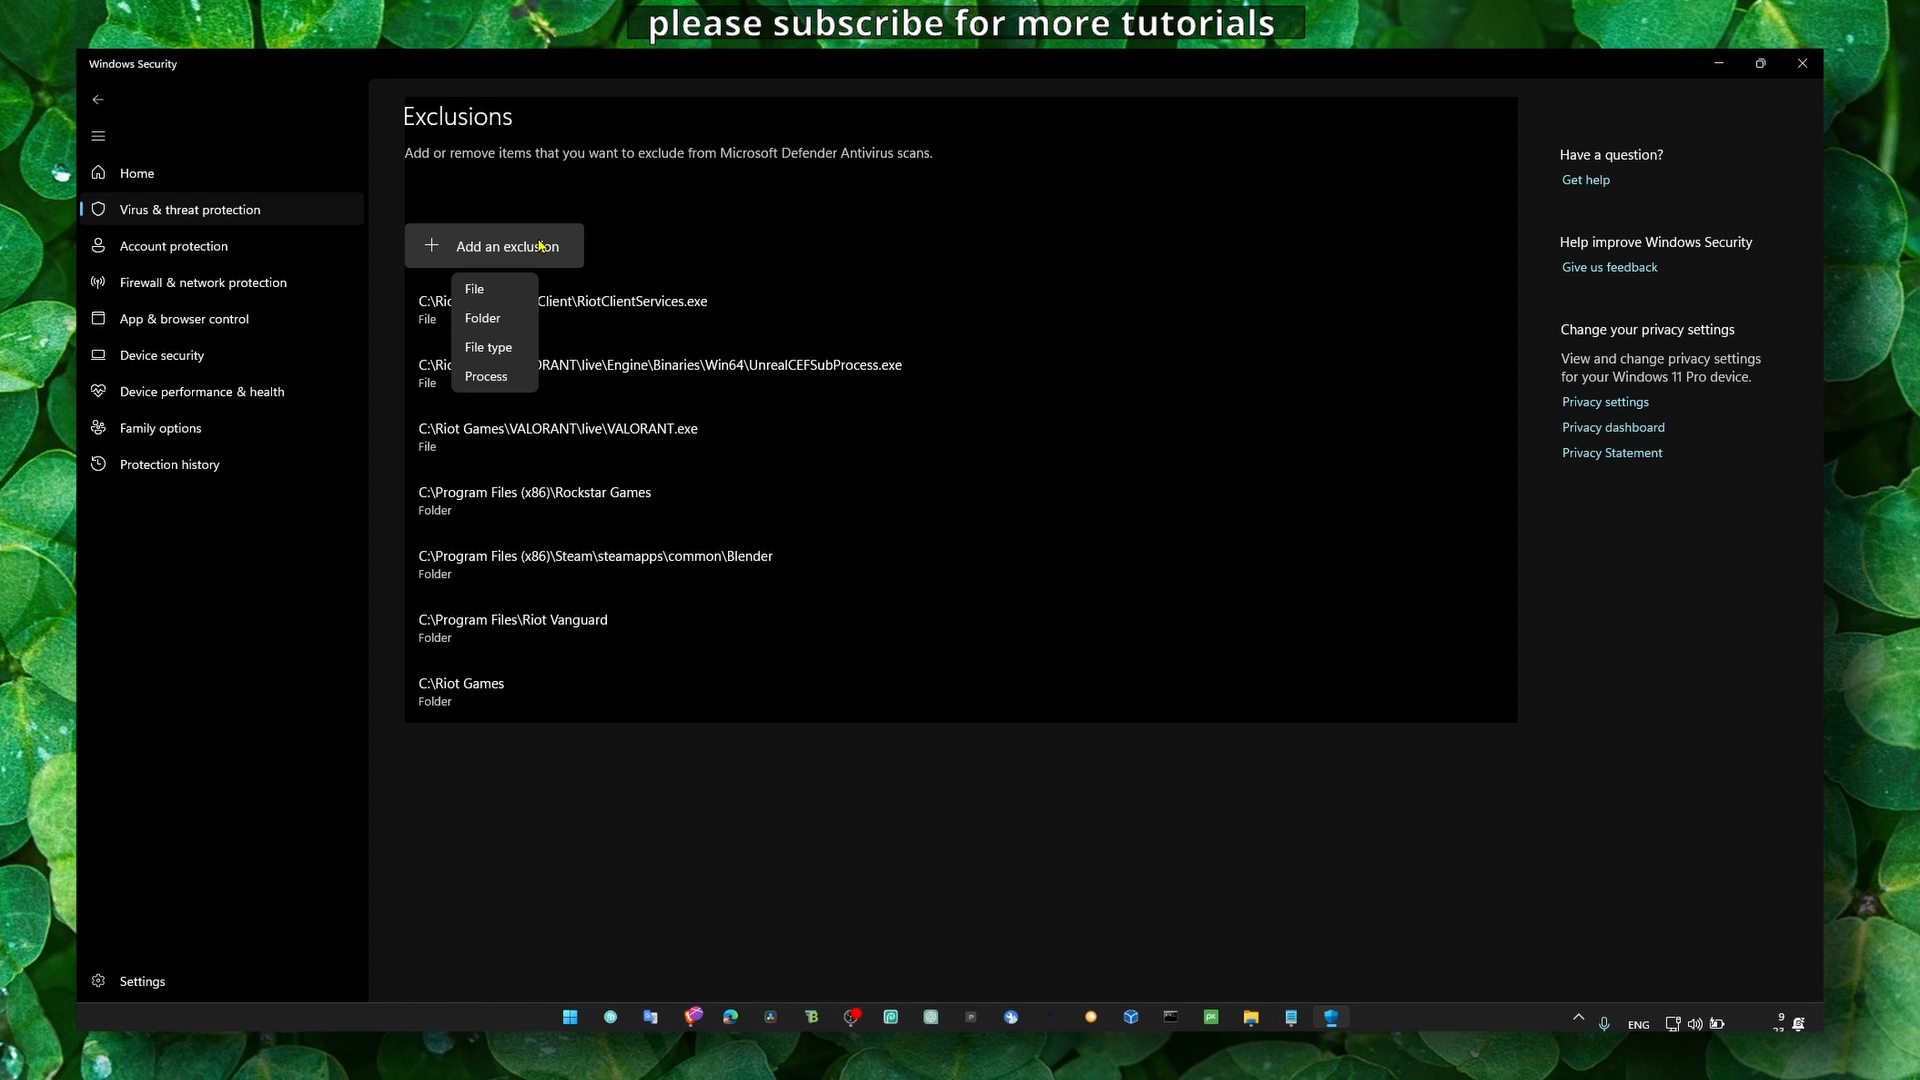 please subscribe for more tutorials
Windows Security
Home
Virus & threat protection
Account protection
Firewall & network protection
App & browser control
Device security
Device performance & health
Family options
Protection history
Settings
Exclusions
Add or remove items that you want to exclude from Microsoft Defender Antivirus scans.
Add an exclusion
File
Folder
File type
Process
C:\Rio Client\RiotClientServices.exe
File
C:\Rio ORANT\live\Engine\Binaries\Win64\UnrealCEFSubProcess.exe
File
C:\Riot Games\VALORANT\live\VALORANT.exe
File
C:\Program Files (x86)\Rockstar Games
Folder
C:\Program Files (x86)\Steam\steamapps\common\Blender
Folder
C:\Program Files\Riot Vanguard
Folder
C:\Riot Games
Folder
Have a question?
Get help
Help improve Windows Security
Give us feedback
Change your privacy settings
View and change privacy settings
for your Windows 11 Pro device.
Privacy settings
Privacy dashboard
Privacy Statement
ENG
9